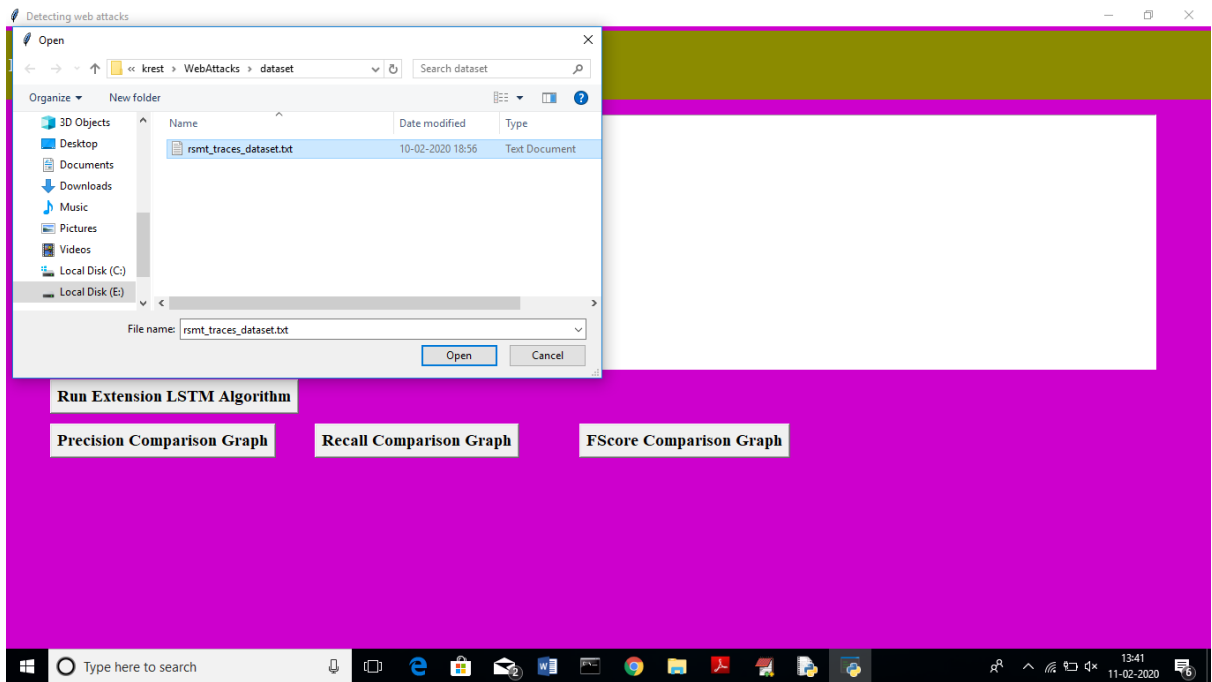 Detecting web attacks
Open
« krest › WebAttacks › dataset
Search dataset
Organize
New folder
3D Objects
Desktop
Documents
Downloads
Music
Pictures
Videos
Local Disk (C:)
Local Disk (E:)
Name Date modified Type
rsmt_traces_dataset.txt 10-02-2020 18:56 Text Document
File name: rsmt_traces_dataset.txt
Open Cancel
Run Extension LSTM Algorithm
Precision Comparison Graph Recall Comparison Graph FScore Comparison Graph
Type here to search
2
13:41
11-02-2020
6